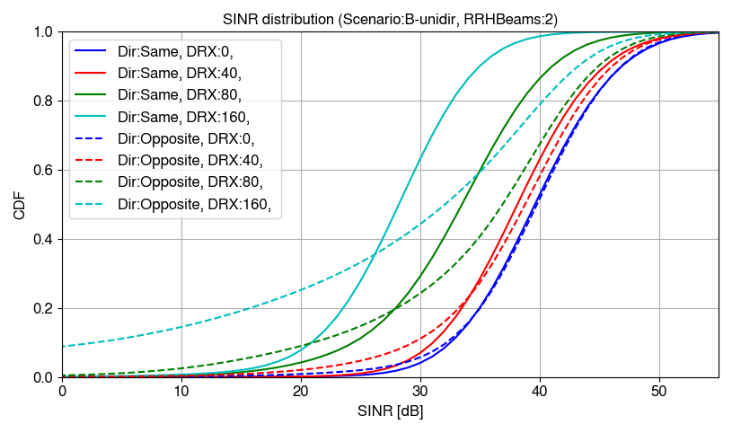 SINR distribution (Scenario:B-unidir, RRHBeams:2)
1.0
0.8
0.6
0.4
0.2
0.0
CDF
Dir:Same, DRX:0,
Dir:Same, DRX:40,
Dir:Same, DRX:80,
Dir:Same, DRX:160,
Dir:Opposite, DRX:0,
Dir:Opposite, DRX:40,
Dir:Opposite, DRX:80,
Dir:Opposite, DRX:160,
0 10 20 30 40 50
SINR [dB]